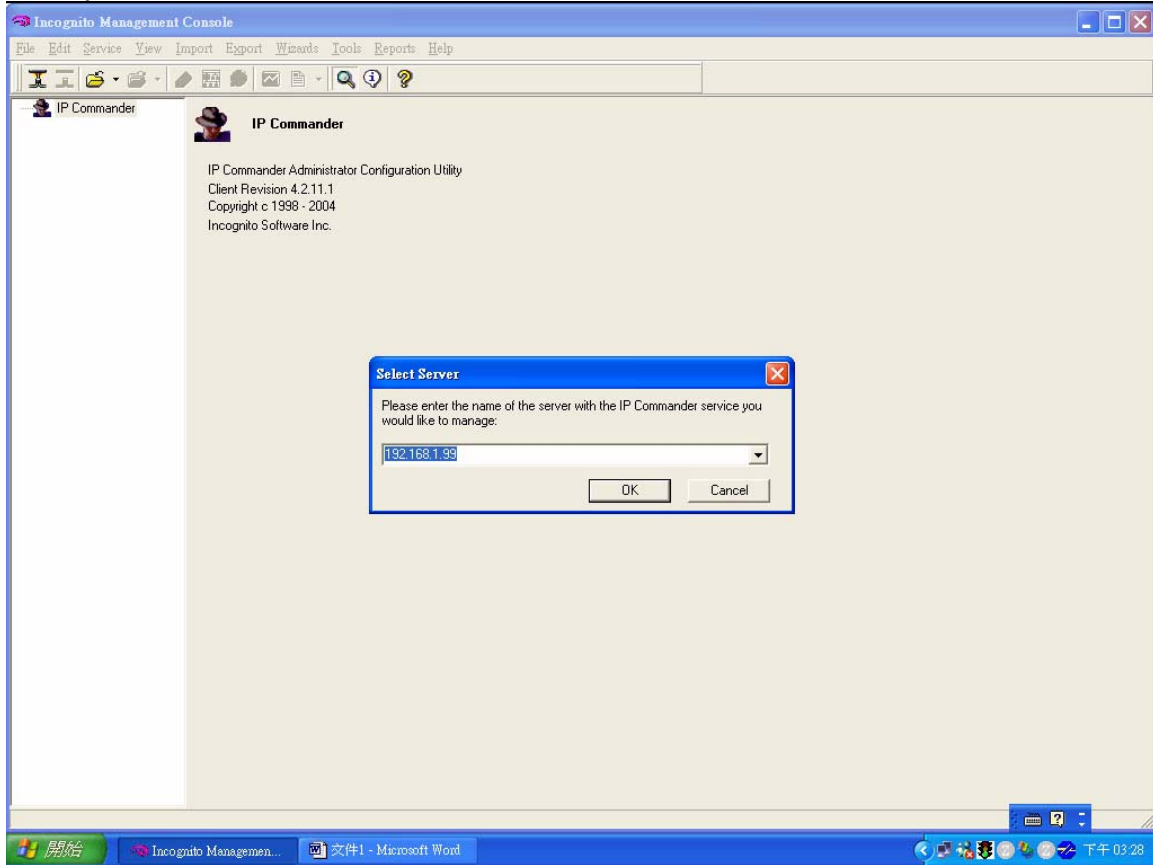 Incognito Management Console
File Edit Service View Import Export Wizards Tools Reports Help
IP Commander
IP Commander
IP Commander Administrator Configuration Utility
Client Revision 4.2.11.1
Copyright c 1998 - 2004
Incognito Software Inc.
Select Server
Please enter the name of the server with the IP Commander service you
would like to manage:
192.168.1.99
OK Cancel
開始 Incognito Managemen... 文件1 - Microsoft Word 下午 03:28